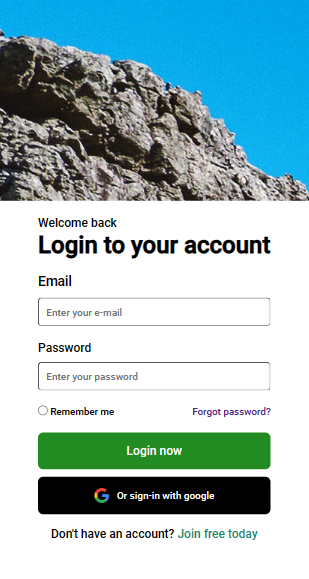 Welcome back
Login to your account
Email
Enter your e-mail
Password
Enter your password
Remember me Forgot password?
Login now
Or sign-in with google
Don't have an account? Join free today